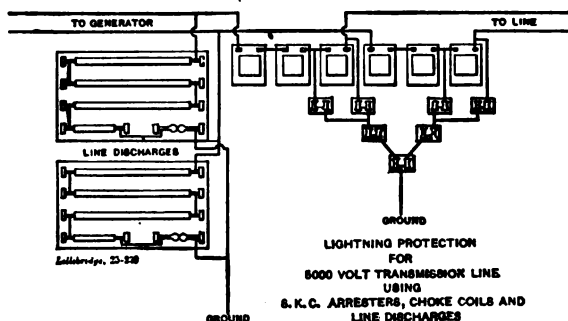 TO GENERATOR
TO LINE
LINE DISCHARGES
GROUND
LIGHTNING PROTECTION
FOR
5000 VOLT TRANSMISSION LINE
USING
S. K. C. ARRESTERS, CHOKE COILS AND
LINE DISCHARGES
GROUND